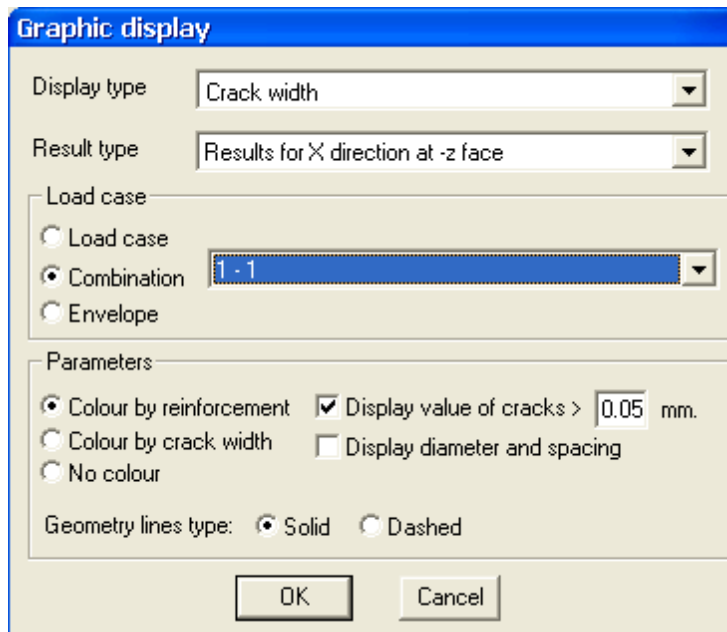 Graphic display
Display type Crack width
Result type Results for X direction at -z face
Load case
Load case
Combination 1 - 1
Envelope
Parameters
Colour by reinforcement Display value of cracks > 0.05 mm.
Colour by crack width Display diameter and spacing
No colour
Geometry lines type: Solid Dashed
OK Cancel